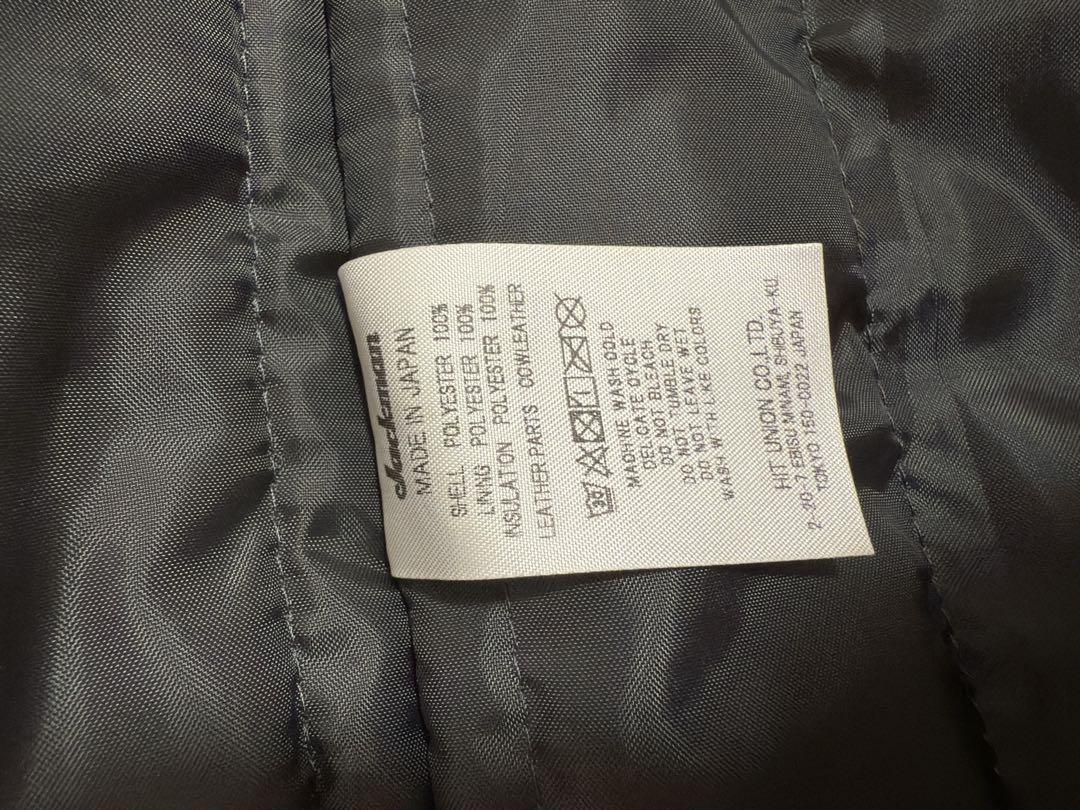 MADE IN JAPAN
SHELL POLYESTER 100%
LINING POLYESTER 100%
INSULATON POLYESTER 100%
LEATHER PARTS COWLEATHER
30
MACHINE WASH COLD
DELICATE CYCLE
DO NOT BLEACH
DO NOT TUMBLE DRY
DO NOT LEAVE WET
WASH WITH LIKE COLORS
HIT UNION CO.,LTD.
2-20-7 EBISU MINAMI, SHIBUYA-KU
TOKYO 150-0022 JAPAN